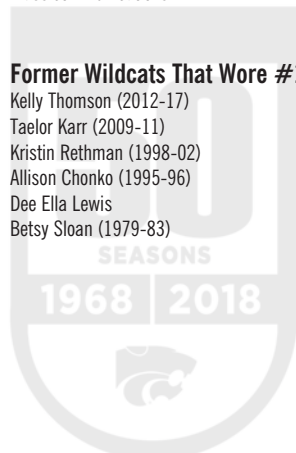 Former Wildcats That Wore #
Kelly Thomson (2012-17)
Taelor Karr (2009-11)
Kristin Rethman (1998-02)
Allison Chonko (1995-96)
Dee Ella Lewis
Betsy Sloan (1979-83)
50
SEASONS
1968 2018